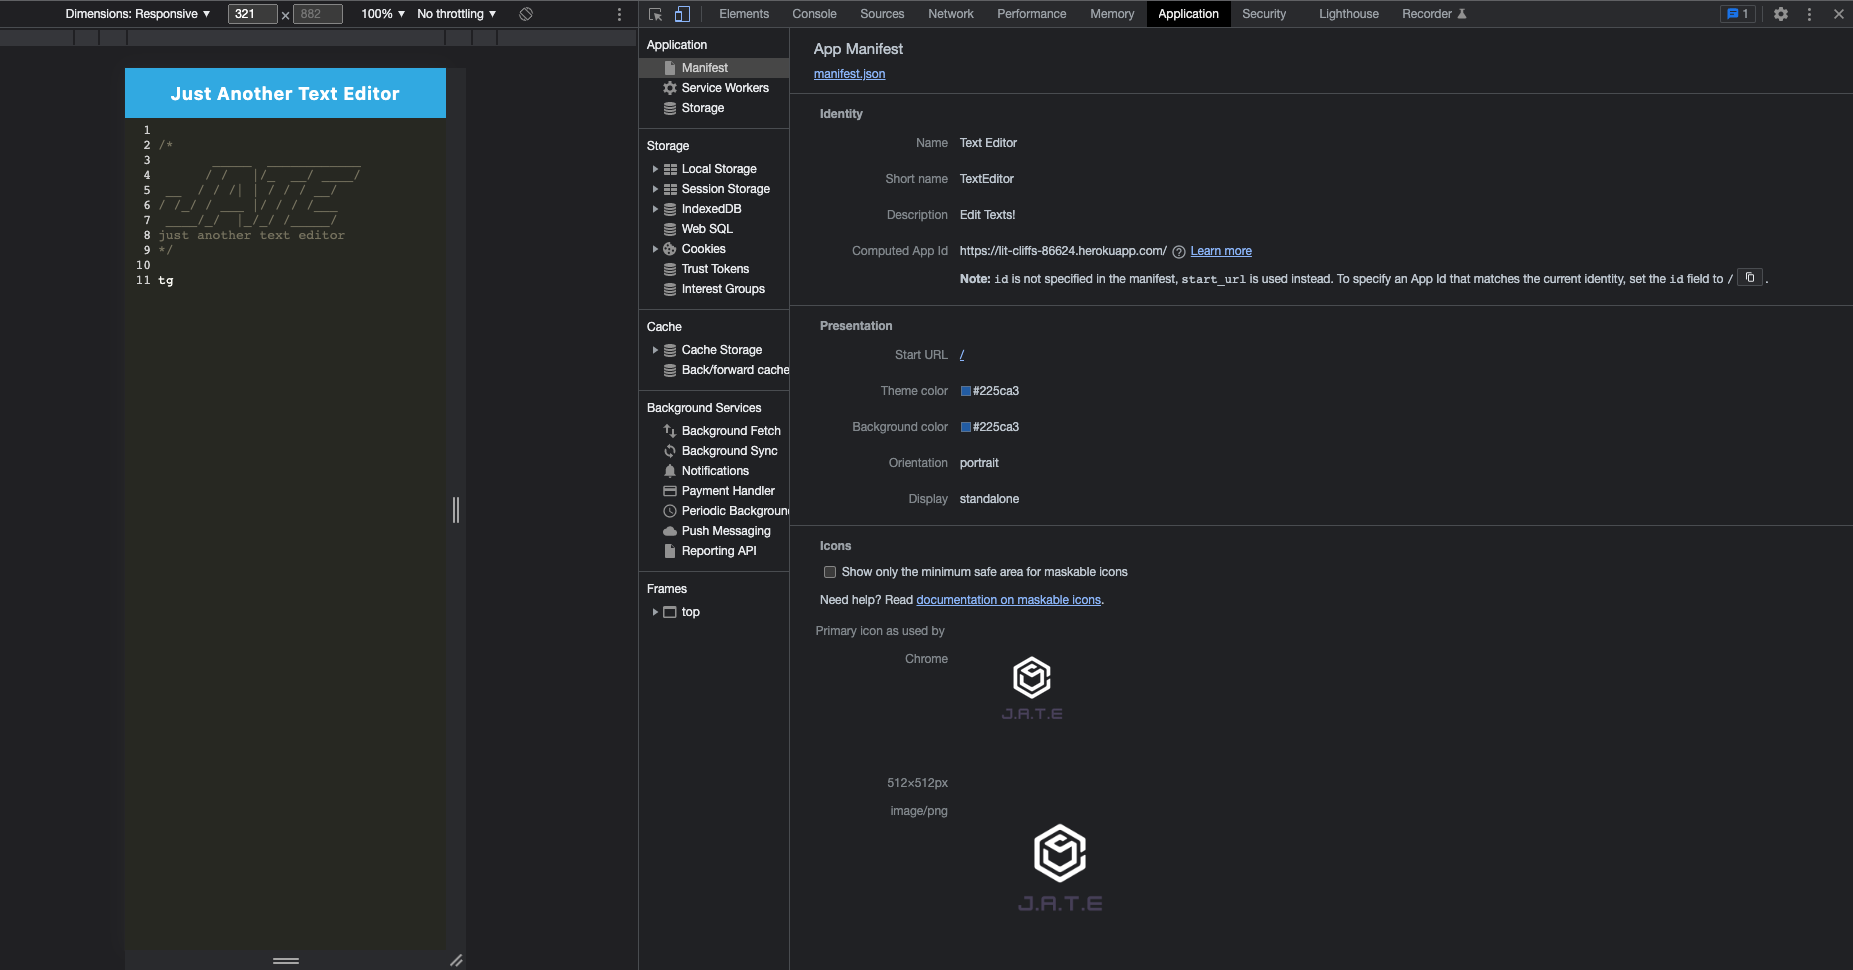 Dimensions: Responsive ▼ 321 × 882 100% ▼ No throttling ▼
Elements Console Sources Network Performance Memory Application Security Lighthouse Recorder 1
Just Another Text Editor
1
2 /*
3        _____  ____________
4       / /   |/_  __/ ____/
5  __  / / /| | / / / __/
6 / /_/ / ___ |/ / / /___
7  ____/_/  |_/_/ /_____/
8 just another text editor
9 */
10
11 tg
Application
Manifest
Service Workers
Storage
Storage
Local Storage
Session Storage
IndexedDB
Web SQL
Cookies
Trust Tokens
Interest Groups
Cache
Cache Storage
Back/forward cache
Background Services
Background Fetch
Background Sync
Notifications
Payment Handler
Periodic Backgroun
Push Messaging
Reporting API
Frames
top
App Manifest
manifest.json
Identity
Name Text Editor
Short name TextEditor
Description Edit Texts!
Computed App Id https://lit-cliffs-86624.herokuapp.com/ ? Learn more
Note: id is not specified in the manifest, start_url is used instead. To specify an App Id that matches the current identity, set the id field to / .
Presentation
Start URL /
Theme color #225ca3
Background color #225ca3
Orientation portrait
Display standalone
Icons
Show only the minimum safe area for maskable icons
Need help? Read documentation on maskable icons.
Primary icon as used by
Chrome
J.A.T.E
512×512px
image/png
J.A.T.E